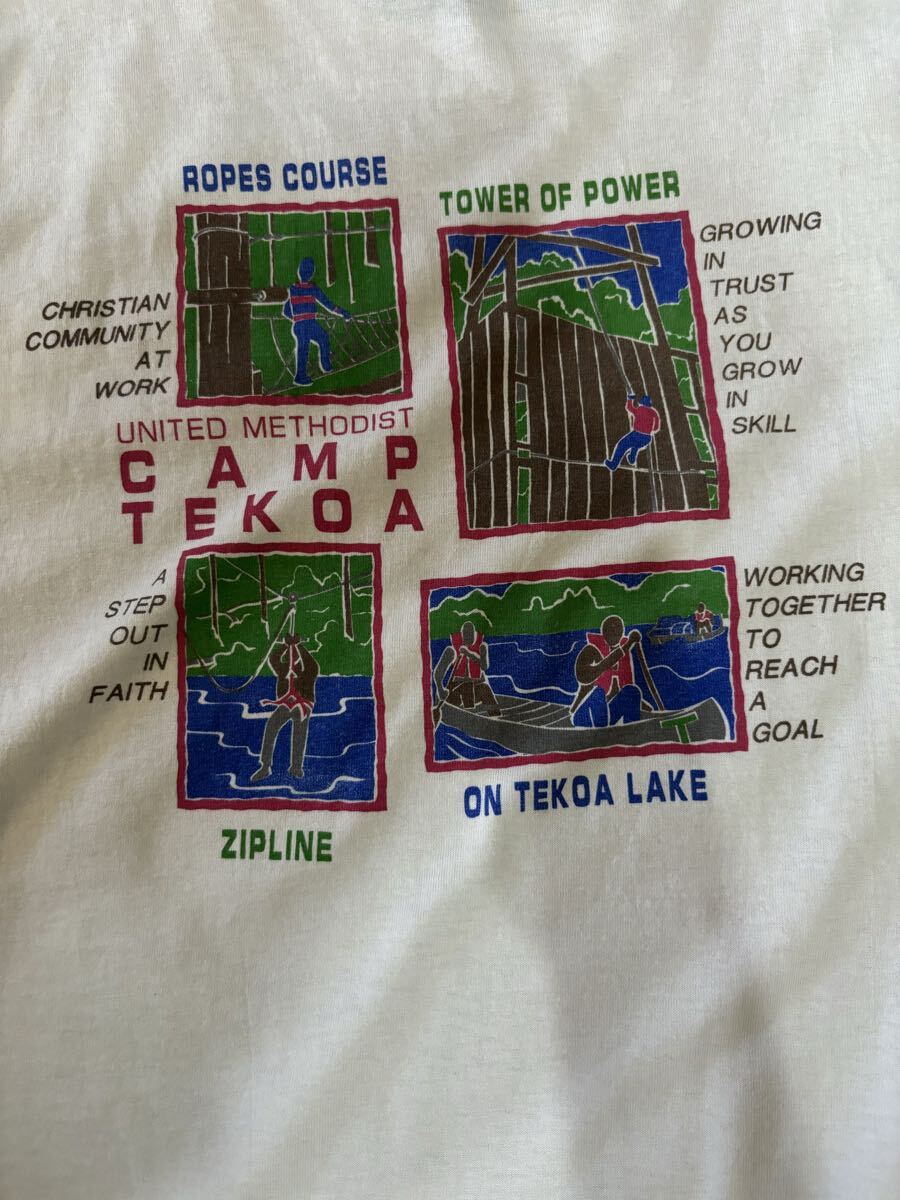 ROPES COURSE
CHRISTIAN
COMMUNITY
AT
WORK
TOWER OF POWER
GROWING
IN
TRUST
AS
YOU
GROW
IN
SKILL
UNITED METHODIST
CAMP
TEKOA
A
STEP
OUT
IN
FAITH
ZIPLINE
T
WORKING
TOGETHER
TO
REACH
A
GOAL
ON TEKOA LAKE